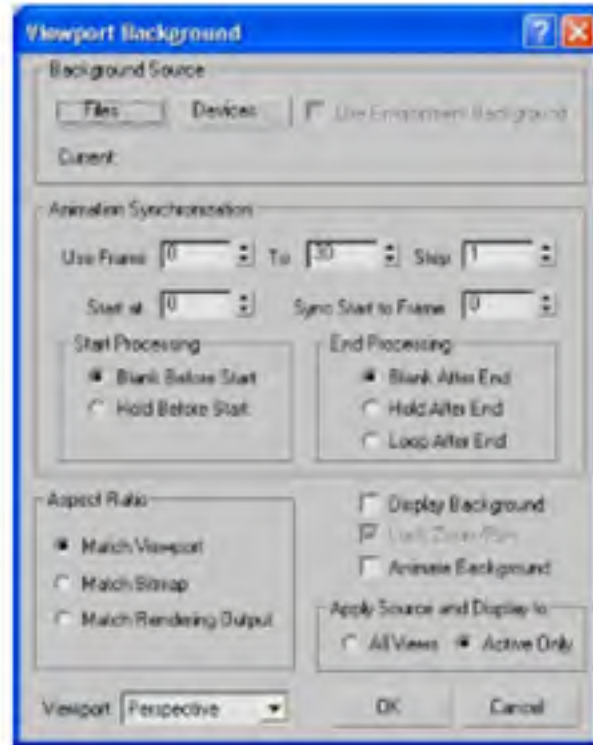 Viewport Background
Background Source
Files... Devices... Use Environment Background
Current:
Animation Synchronization
Use Frame 0 To 30 Step 1
Start at 0 Sync Start to Frame 0
Start Processing
Blank Before Start
Hold Before Start
End Processing
Blank After End
Hold After End
Loop After End
Aspect Ratio
Match Viewport
Match Bitmap
Match Rendering Output
Display Background
Lock Zoom/Pan
Animate Background
Apply Source and Display to
All Views Active Only
Viewport: Perspective OK Cancel